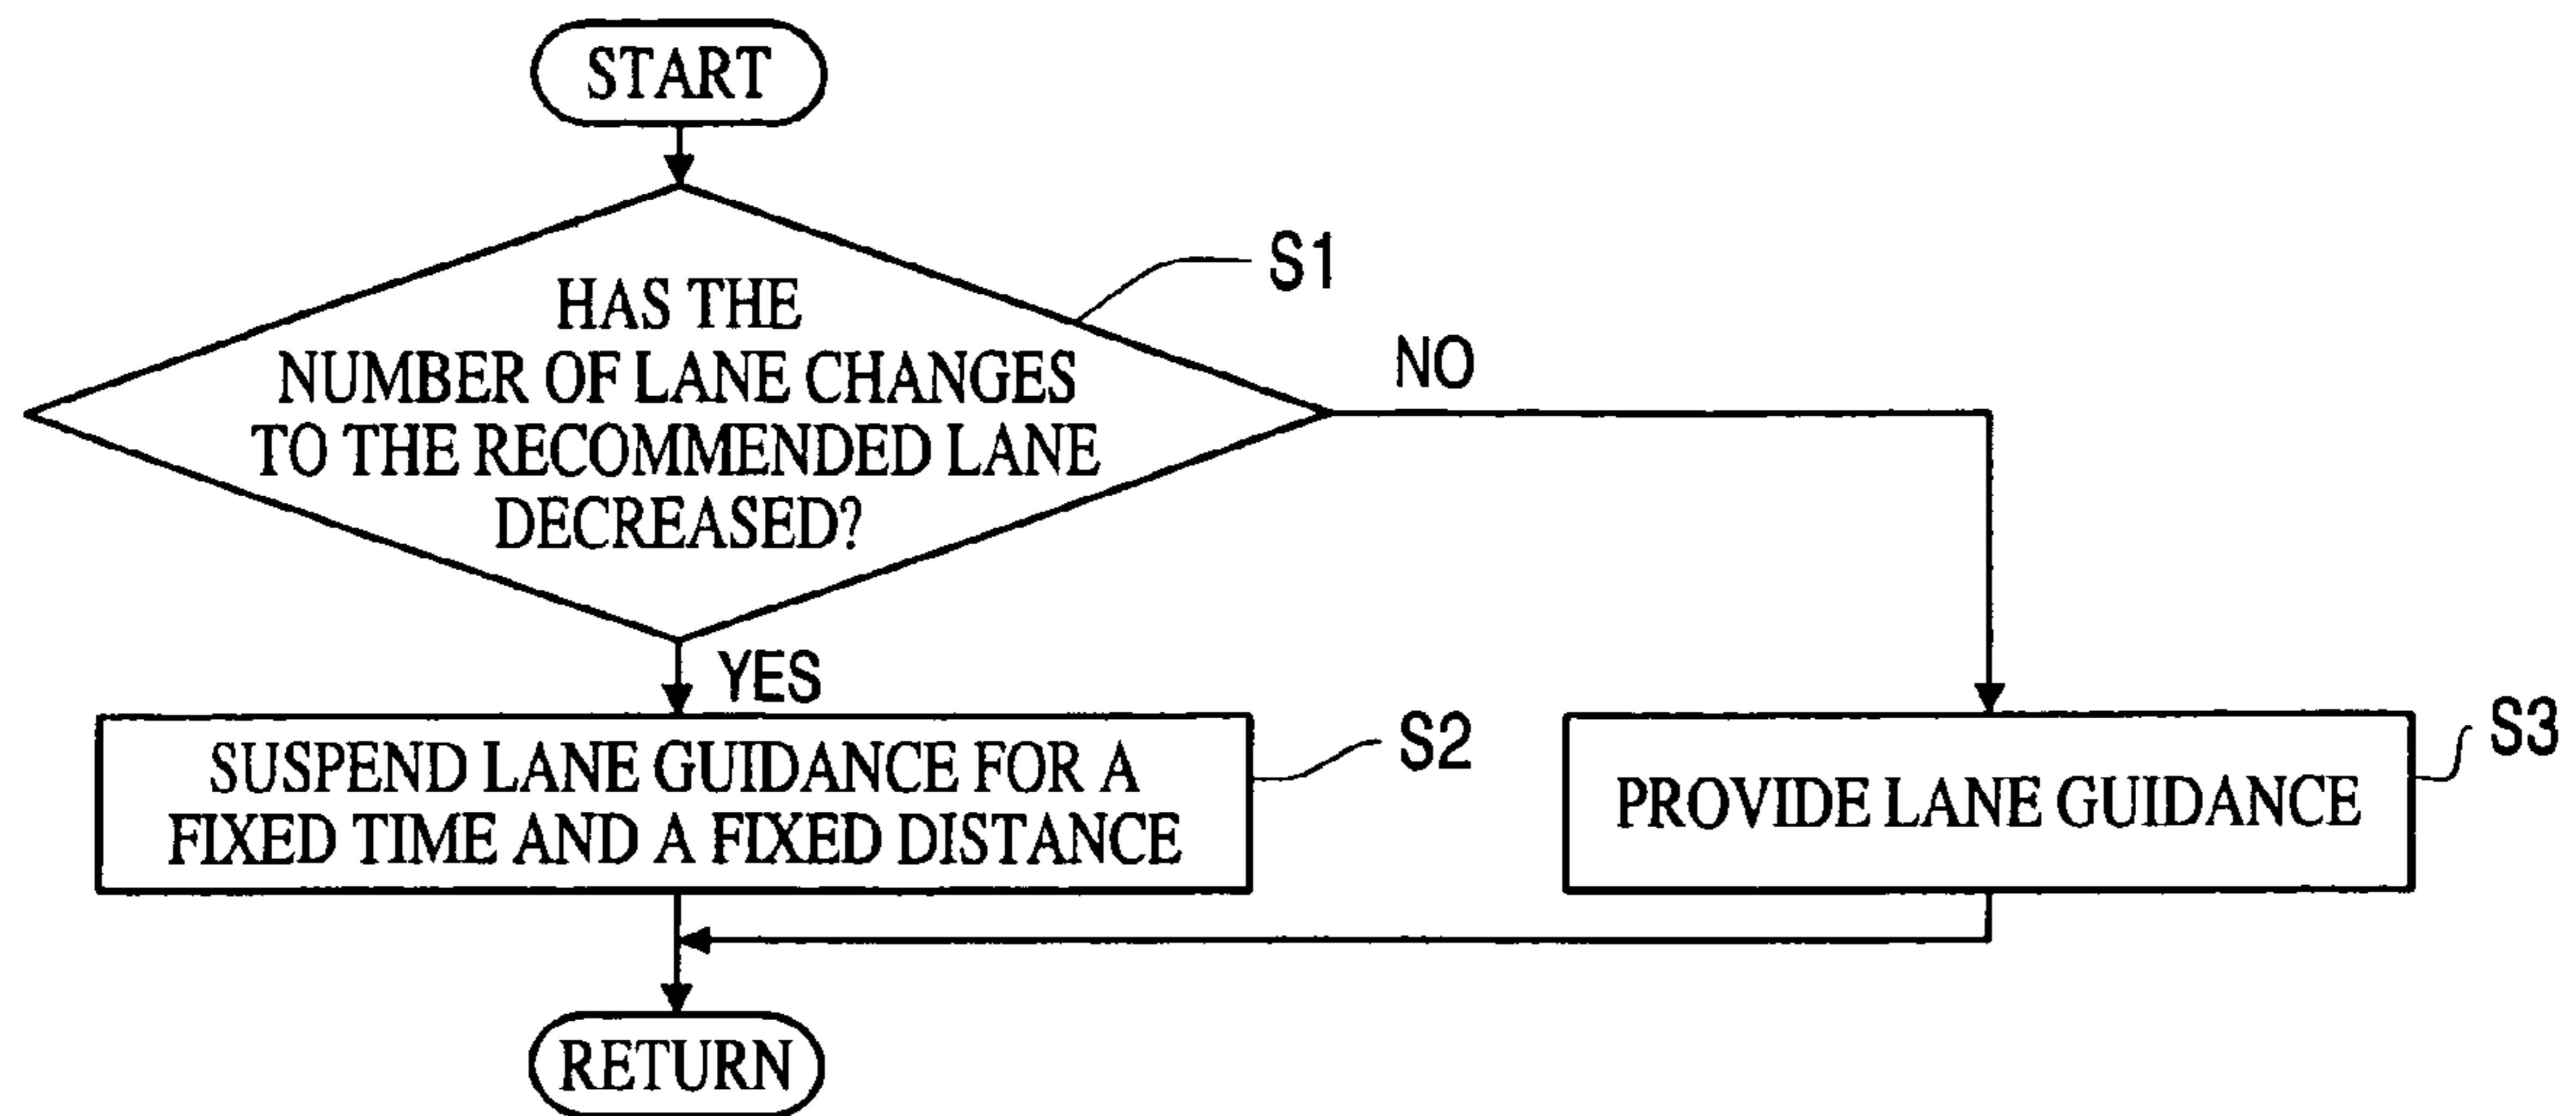 START
HAS THE
NUMBER OF LANE CHANGES
TO THE RECOMMENDED LANE
DECREASED?
S1
NO
YES
SUSPEND LANE GUIDANCE FOR A
FIXED TIME AND A FIXED DISTANCE
S2
PROVIDE LANE GUIDANCE
S3
RETURN